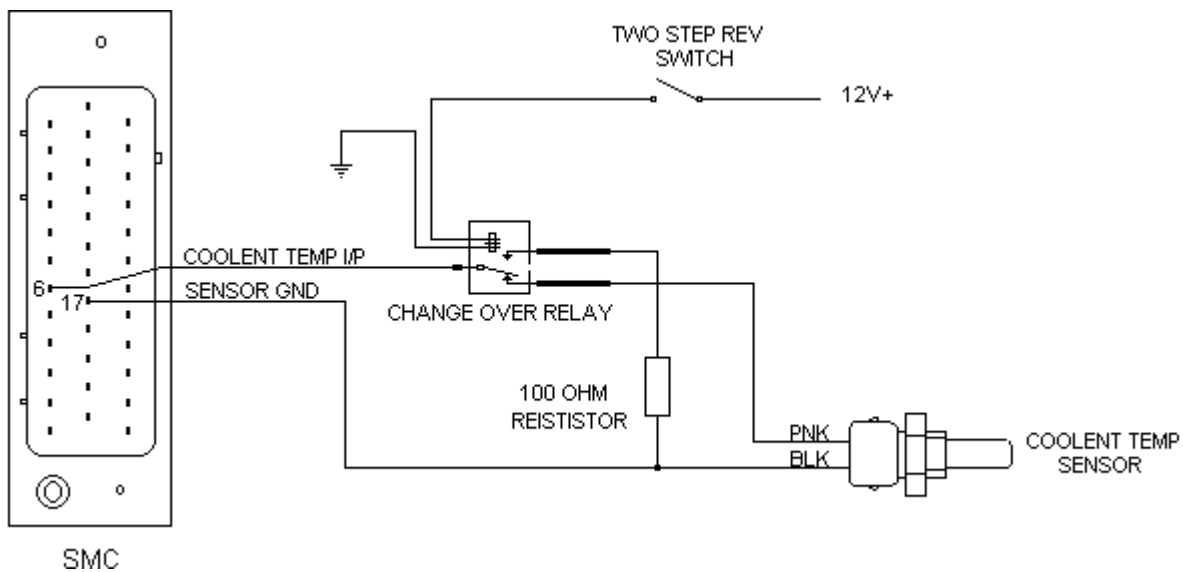 TWO STEP REV
SWITCH
12V+
COOLENT TEMP I/P
6
17
SENSOR GND
CHANGE OVER RELAY
100 OHM
REISTISTOR
PNK
BLK
COOLENT TEMP
SENSOR
SMC